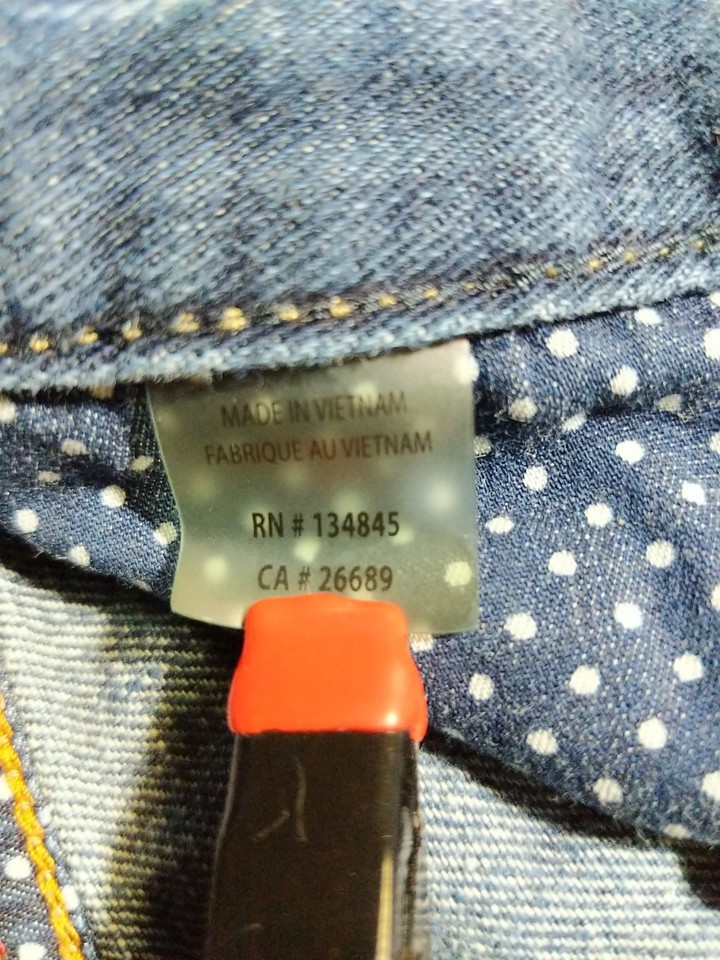 MADE IN VIETNAM
FABRIQUE AU VIETNAM
RN # 134845
CA # 26689